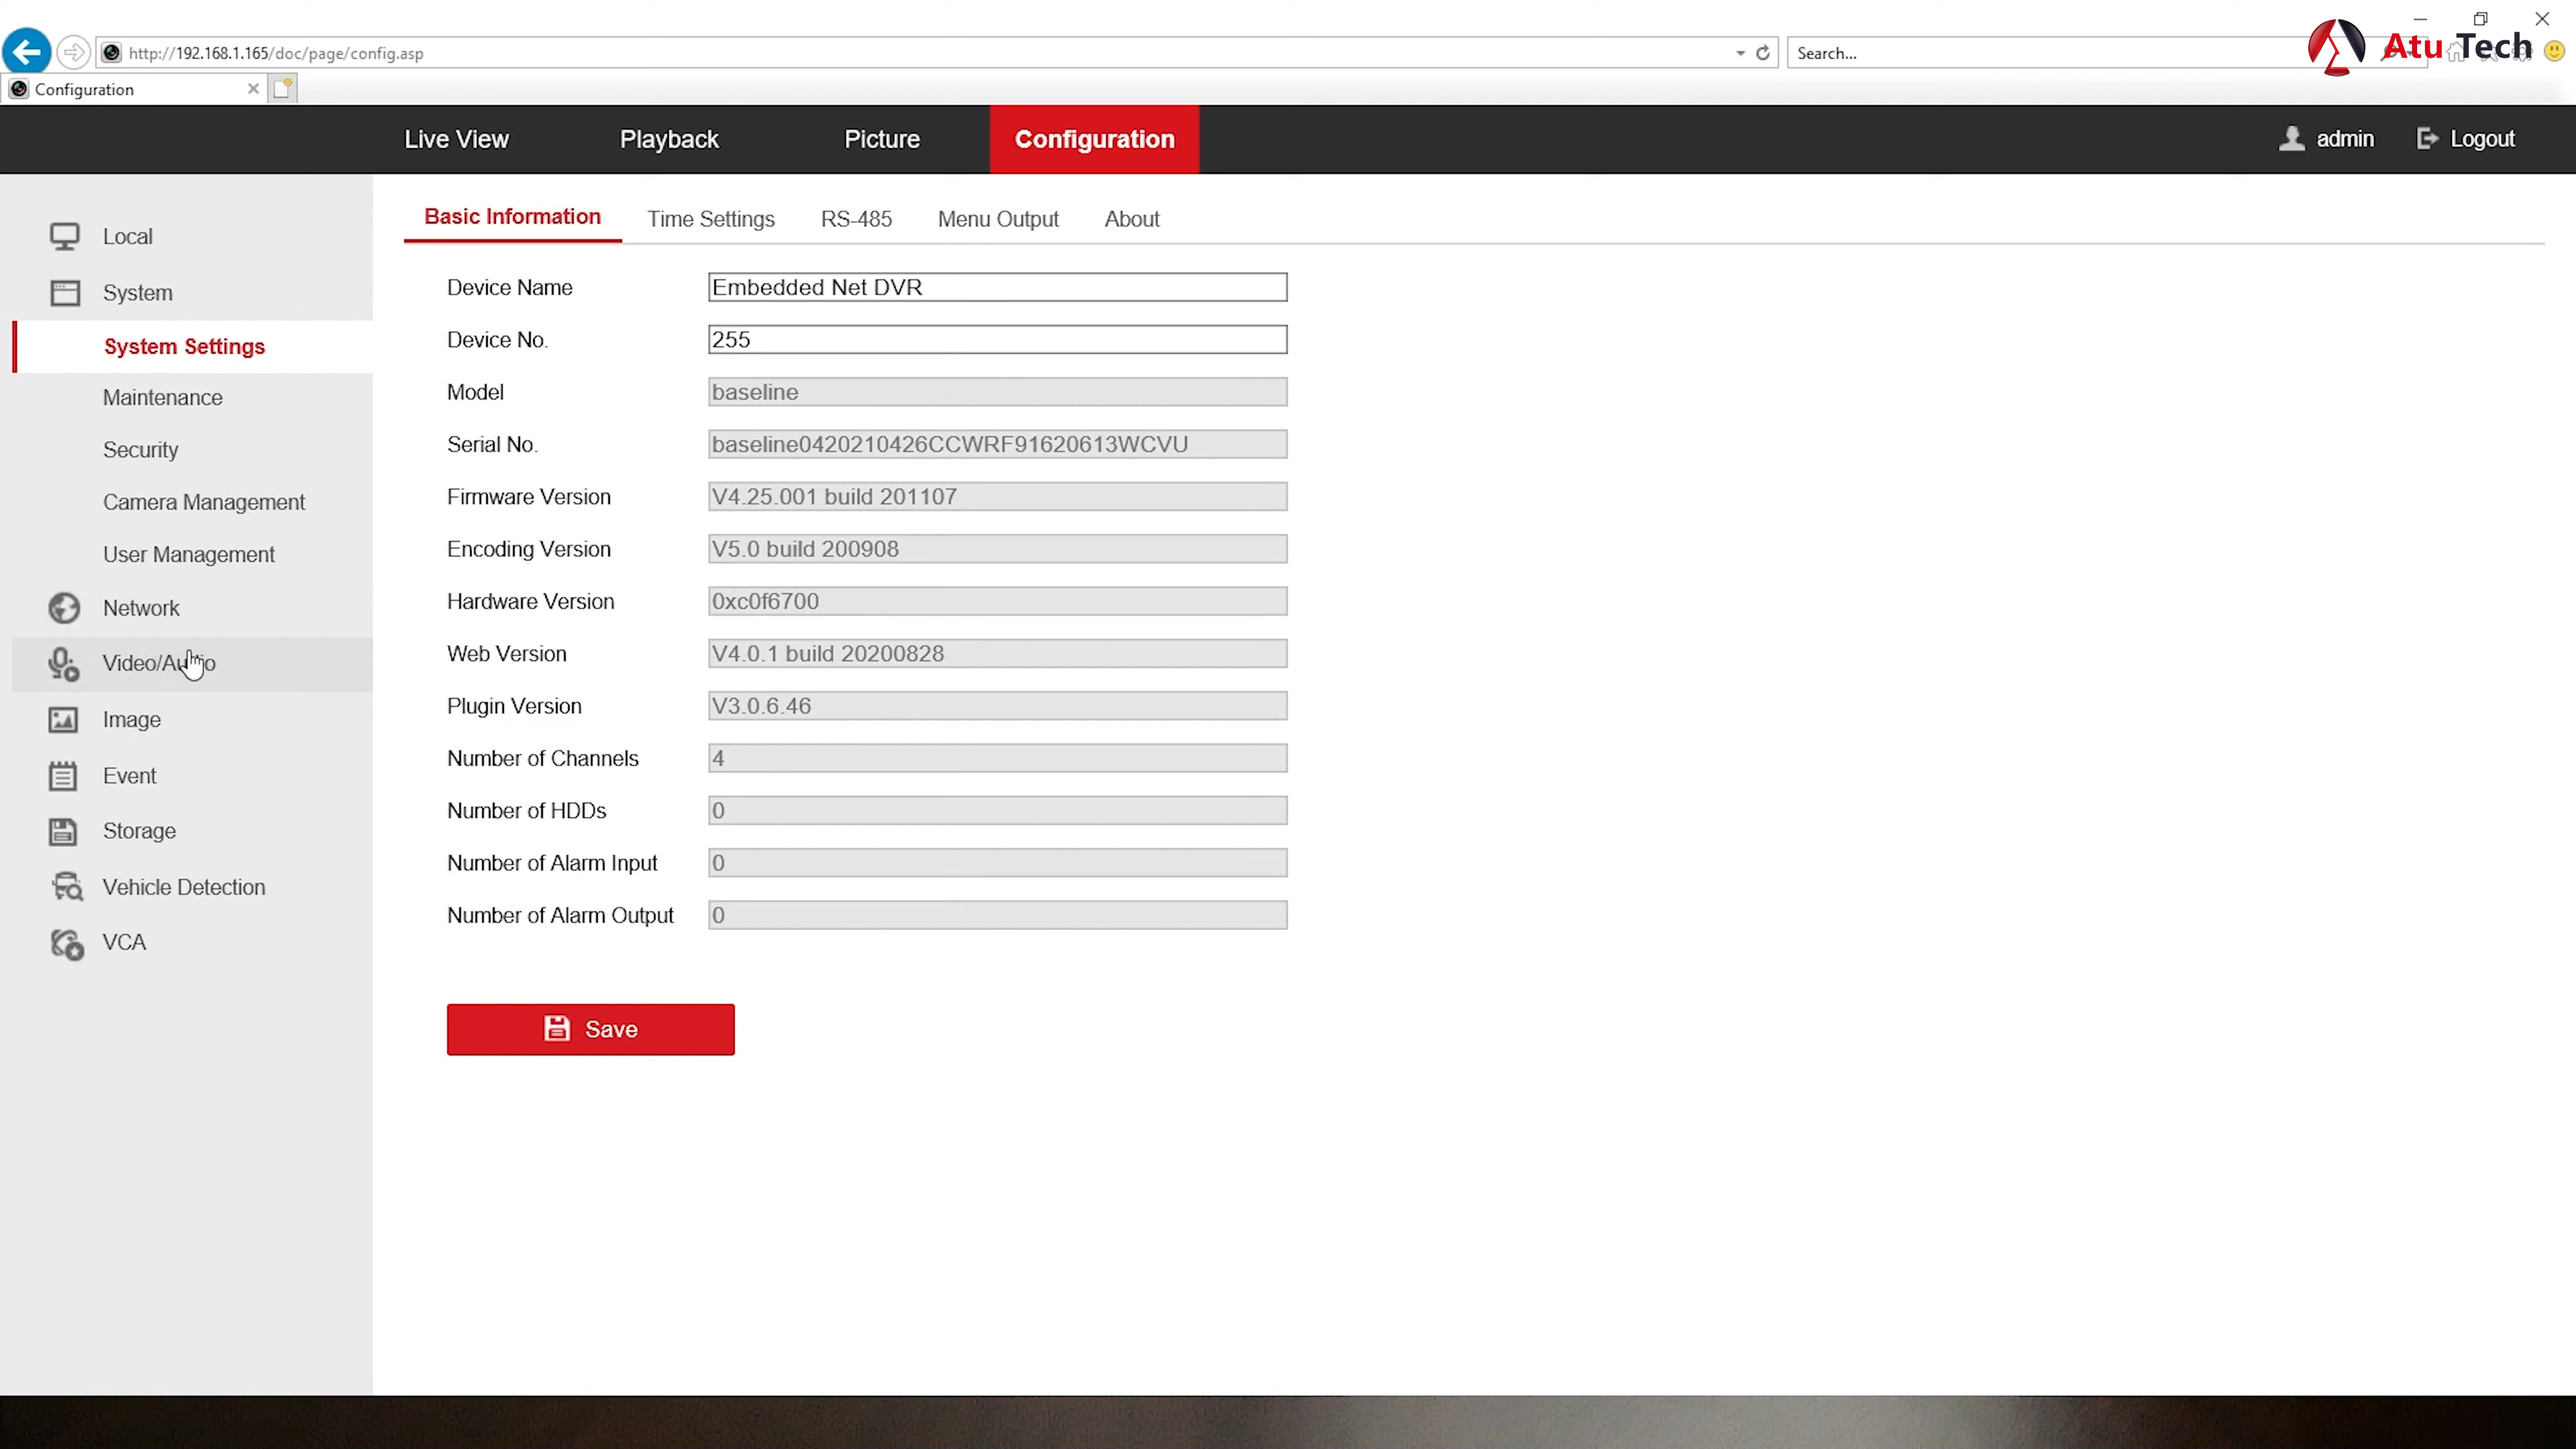 Atu Tech
http://192.168.1.165/doc/page/config.asp
Search...
Configuration
Live View Playback Picture Configuration admin Logout
Basic Information Time Settings RS-485 Menu Output About
Local
System
System Settings
Maintenance
Security
Camera Management
User Management
Network
Video/Audio
Image
Event
Storage
Vehicle Detection
VCA
Device Name Embedded Net DVR
Device No. 255
Model baseline
Serial No. baseline0420210426CCWRF91620613WCVU
Firmware Version V4.25.001 build 201107
Encoding Version V5.0 build 200908
Hardware Version 0xc0f6700
Web Version V4.0.1 build 20200828
Plugin Version V3.0.6.46
Number of Channels 4
Number of HDDs 0
Number of Alarm Input 0
Number of Alarm Output 0
Save